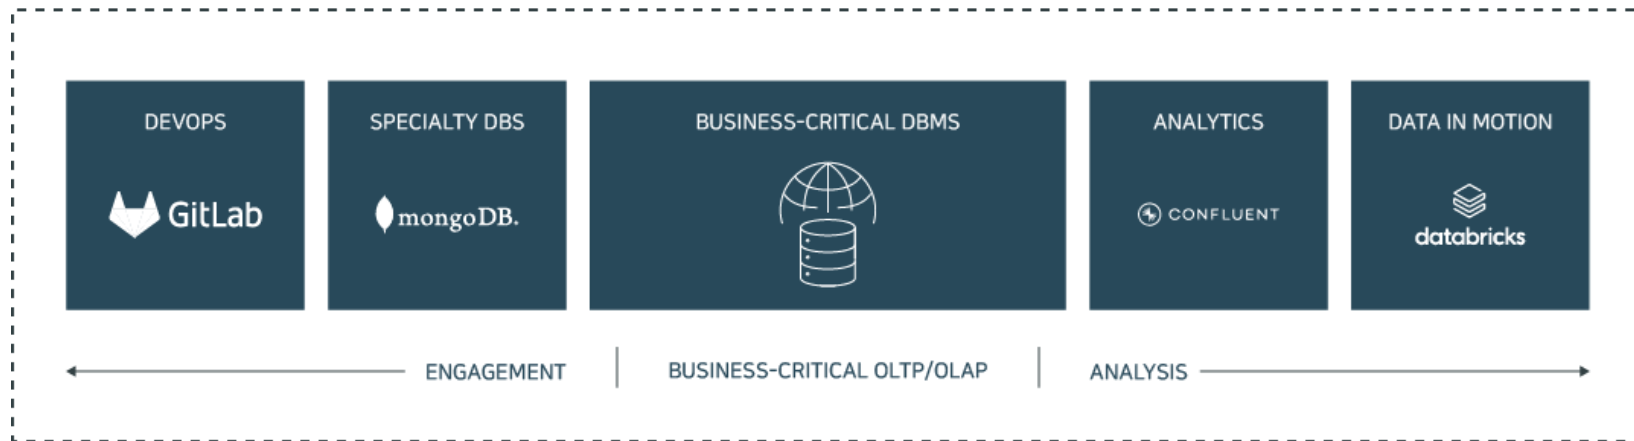 DEVOPS
GitLab
SPECIALTY DBS
mongoDB.
BUSINESS-CRITICAL DBMS
ANALYTICS
CONFLUENT
DATA IN MOTION
databricks
ENGAGEMENT
BUSINESS-CRITICAL OLTP/OLAP
ANALYSIS